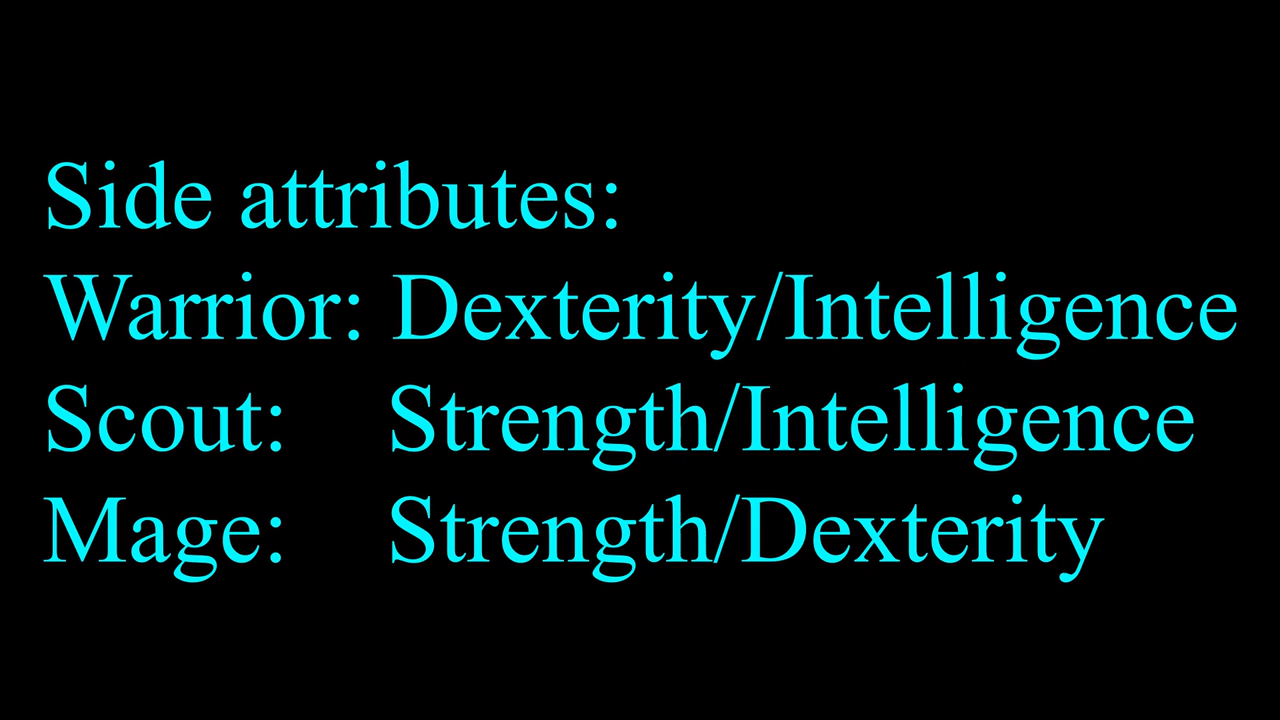 Side attributes:
Warrior: Dexterity/Intelligence
Scout: Strength/Intelligence
Mage: Strength/Dexterity